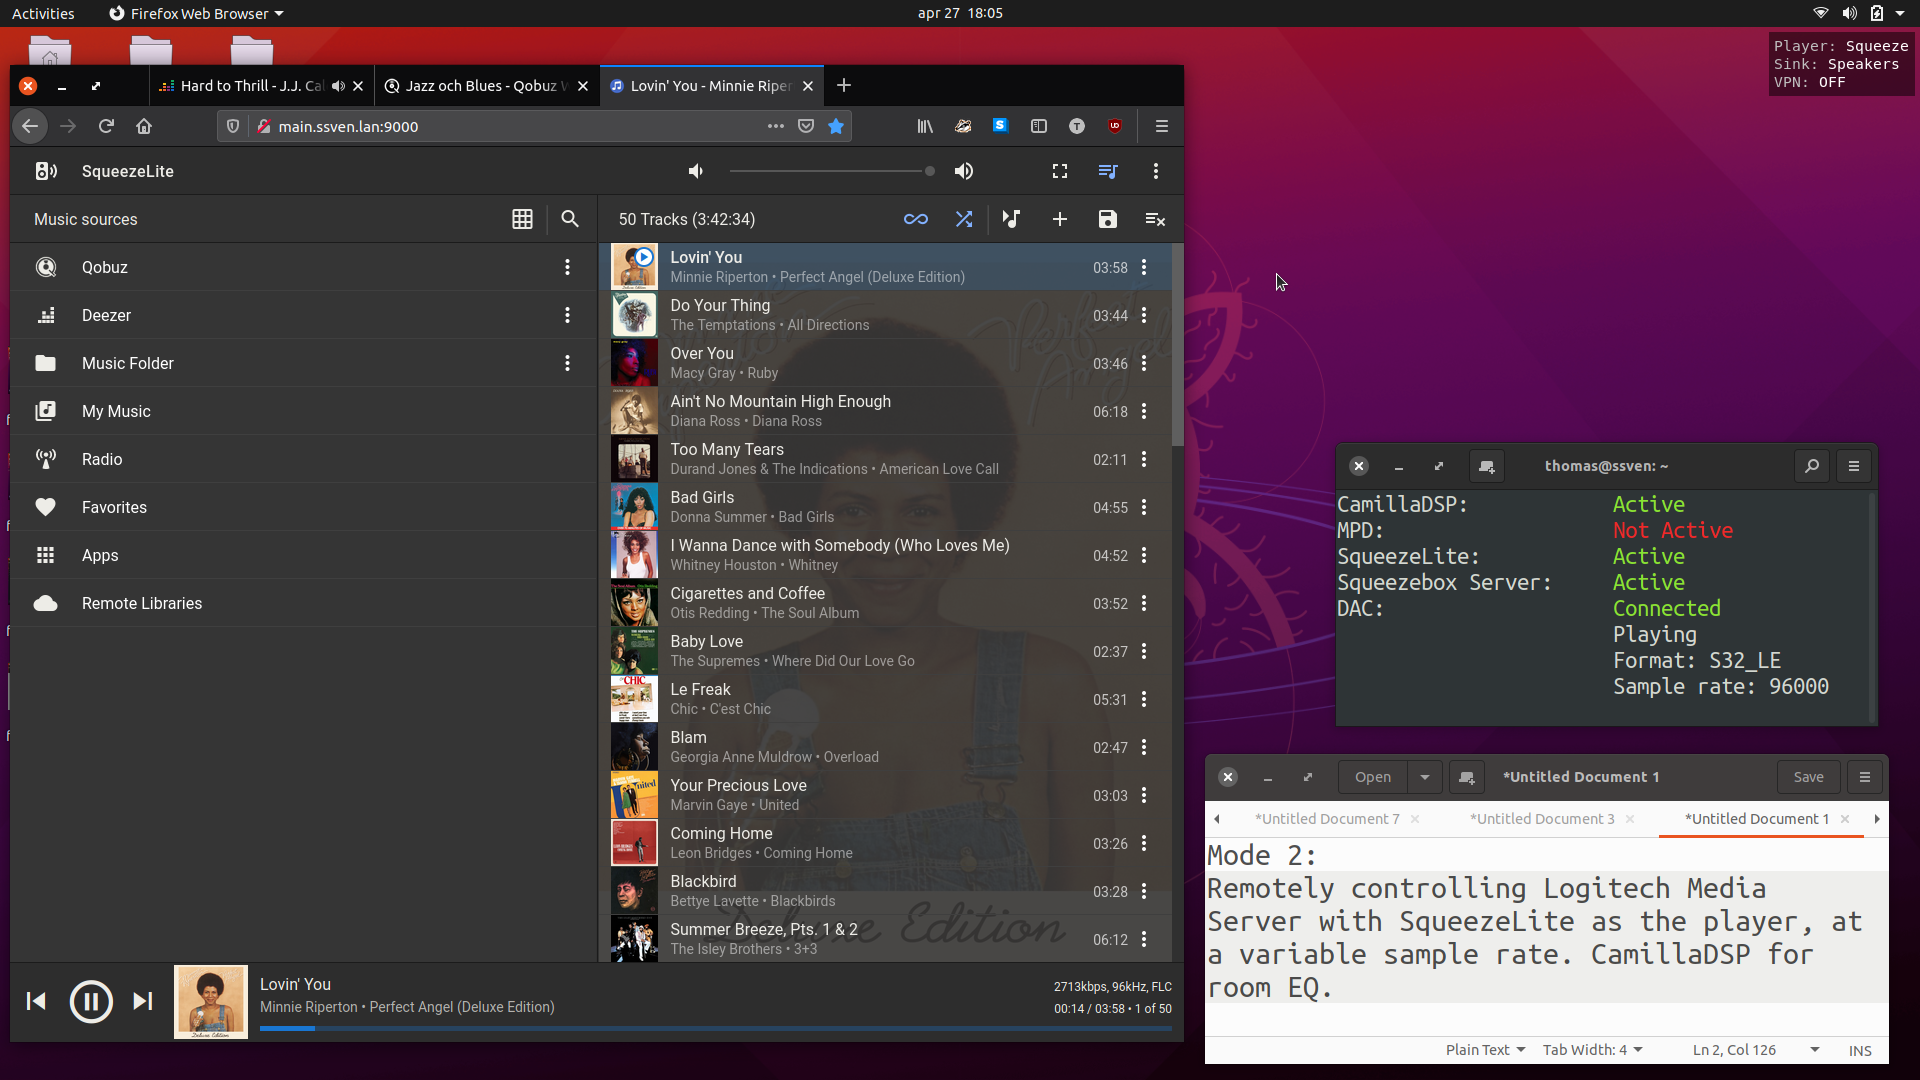 Activities
Firefox Web Browser
apr 27 18:05
Player: Squeeze
Sink: Speakers
VPN: OFF
Hard to Thrill - J.J. Cal
Jazz och Blues - Qobuz W
Lovin' You - Minnie Riper
main.ssven.lan:9000
SqueezeLite
Music sources
Qobuz
Deezer
Music Folder
My Music
Radio
Favorites
Apps
Remote Libraries
50 Tracks (3:42:34)
Lovin' You
Minnie Riperton • Perfect Angel (Deluxe Edition)
03:58
Do Your Thing
The Temptations • All Directions
03:44
Over You
Macy Gray • Ruby
03:46
Ain't No Mountain High Enough
Diana Ross • Diana Ross
06:18
Too Many Tears
Durand Jones & The Indications • American Love Call
02:11
Bad Girls
Donna Summer • Bad Girls
04:55
I Wanna Dance with Somebody (Who Loves Me)
Whitney Houston • Whitney
04:52
Cigarettes and Coffee
Otis Redding • The Soul Album
03:52
Baby Love
The Supremes • Where Did Our Love Go
02:37
Le Freak
Chic • C'est Chic
05:31
Blam
Georgia Anne Muldrow • Overload
02:47
Your Precious Love
Marvin Gaye • United
03:03
Coming Home
Leon Bridges • Coming Home
03:26
Blackbird
Bettye Lavette • Blackbirds
03:28
Summer Breeze, Pts. 1 & 2
The Isley Brothers • 3+3
06:12
Perfect Angel
Deluxe Edition
Lovin' You
Minnie Riperton • Perfect Angel (Deluxe Edition)
2713kbps, 96kHz, FLC
00:14 / 03:58 • 1 of 50
thomas@ssven: ~
CamillaDSP: Active
MPD: Not Active
SqueezeLite: Active
Squeezebox Server: Active
DAC: Connected
Playing
Format: S32_LE
Sample rate: 96000
Open
*Untitled Document 1
Save
*Untitled Document 7
*Untitled Document 3
*Untitled Document 1
Mode 2:
Remotely controlling Logitech Media
Server with SqueezeLite as the player, at
a variable sample rate. CamillaDSP for
room EQ.
Plain Text
Tab Width: 4
Ln 2, Col 126
INS